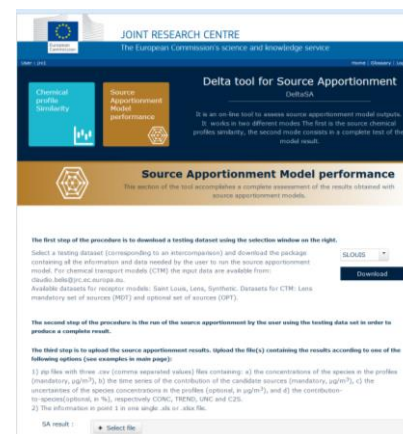 JOINT RESEARCH CENTRE
European
Commission
The European Commission's science and knowledge service
Home | Glossary
Chemical
profile
Similarity
Source
Apportionment
Model
performance
Delta tool for Source Apportionment
DeltaSA
It is an on-line tool to assess source apportionment model outputs.
It works in two different modes The first is the source chemical
profiles similarity, the second mode consists in a complete test of the
model result.
Source Apportionment Model performance
This section of the tool accomplishes a complete assessment of the results obtained with
source apportionment models.
The first step of the procedure is to download a testing dataset using the selection window on the right.
Select a testing dataset (corresponding to an intercomparison) and download the package
containing all the information and data needed by the user to run the source apportionment
model. For chemical transport models (CTM) the input data are available from:
claudio.belis@jrc.ec.europa.eu.
Available datasets for receptor models: Saint Louis, Lens, Synthetic. Datasets for CTM: Lens
mandatory set of sources (MDT) and optional set of sources (OPT).
SLOUIS
Download
The second step of the procedure is the run of the source apportionment by the user using the testing data set in order to
produce a complete result.
The third step is to upload the source apportionment results. Upload the file(s) containing the results according to one of the
following options (see examples in main page):
1) zip files with three .csv (comma separated values) files containing: a) the concentrations of the species in the profiles
(mandatory, µg/m³), b) the time series of the contribution of the candidate sources (mandatory, µg/m³), c) the
uncertainties of the species concentrations in the profiles (optional, in µg/m³), and d) the contribution-
to-species(optional, in %), respectively CONC, TREND, UNC and C2S.
2) The information in point 1 in one single .xls or .xlsx file.
SA result :
+ Select file